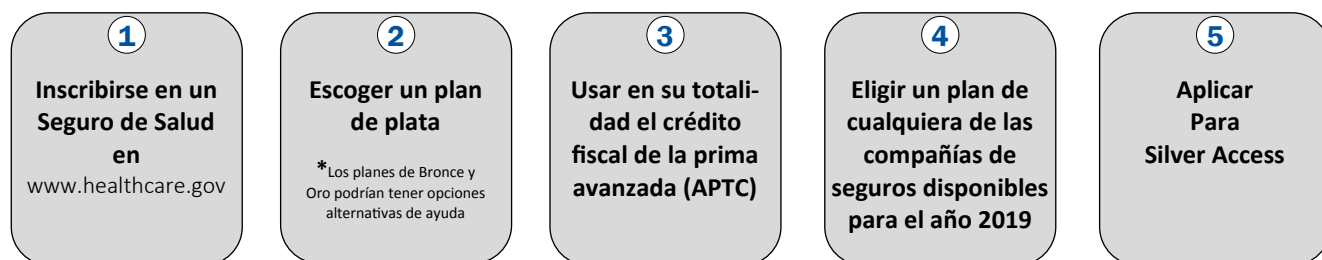 1
Inscribirse en un
Seguro de Salud
en
www.healthcare.gov
2
Escoger un plan
de plata
*Los planes de Bronce y
Oro podrían tener opciones
alternativas de ayuda
3
Usar en su totali-
dad el crédito
fiscal de la prima
avanzada (APTC)
4
Eligir un plan de
cualquiera de las
compañías de
seguros disponibles
para el año 2019
5
Aplicar
Para
Silver Access